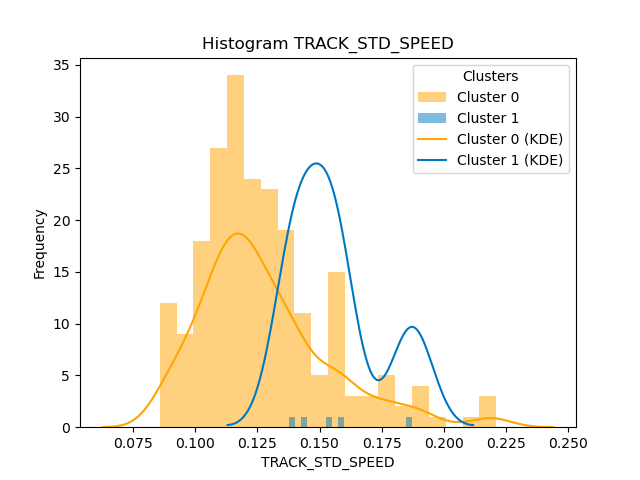 Histogram TRACK_STD_SPEED
Clusters
Cluster 0
Cluster 1
Cluster 0 (KDE)
Cluster 1 (KDE)
Frequency
35
30
25
20
15
10
5
0
0.075 0.100 0.125 0.150 0.175 0.200 0.225 0.250
TRACK_STD_SPEED